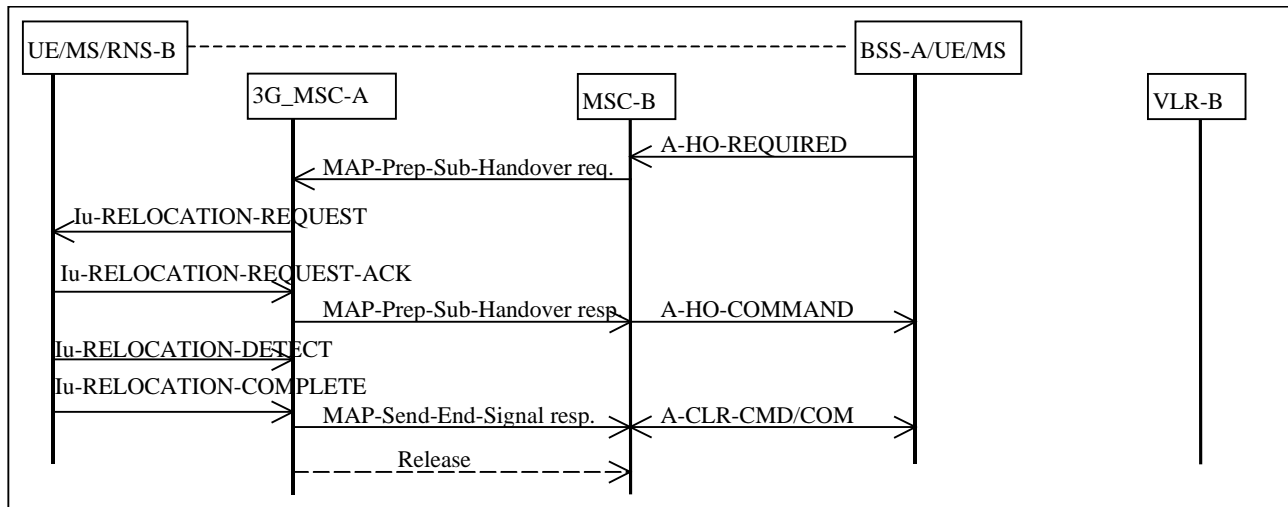 UE/MS/RNS-B
BSS-A/UE/MS
3G_MSC-A
MSC-B
VLR-B
A-HO-REQUIRED
MAP-Prep-Sub-Handover req.
Iu-RELOCATION-REQUEST
Iu-RELOCATION-REQUEST-ACK
MAP-Prep-Sub-Handover resp.
A-HO-COMMAND
Iu-RELOCATION-DETECT
Iu-RELOCATION-COMPLETE
MAP-Send-End-Signal resp.
A-CLR-CMD/COM
Release